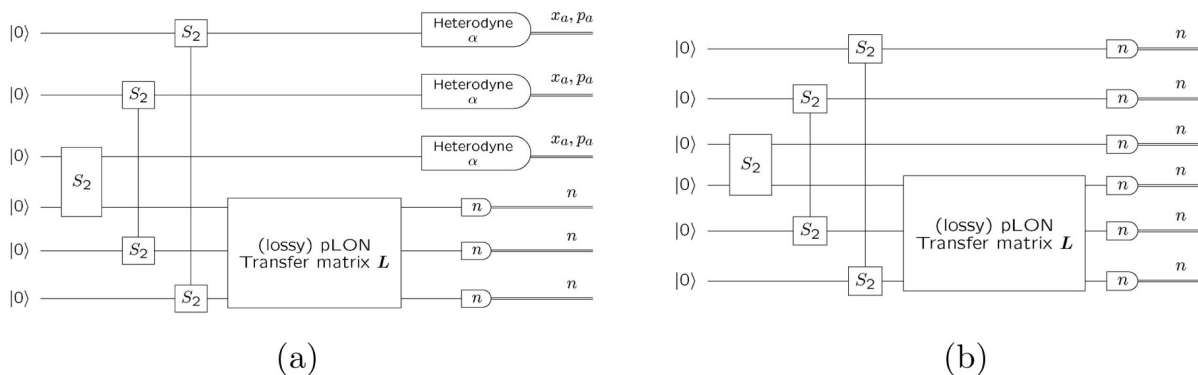 |0⟩ S₂ Heterodyne α xₐ, pₐ
|0⟩ S₂ Heterodyne α xₐ, pₐ
|0⟩ S₂ Heterodyne α xₐ, pₐ
|0⟩ n n
|0⟩ S₂ (lossy) pLON n n
Transfer matrix L
|0⟩ S₂ n n
(a)
|0⟩ S₂ n n
|0⟩ S₂ n n
|0⟩ S₂ n n
|0⟩ n n
|0⟩ S₂ (lossy) pLON n n
Transfer matrix L
|0⟩ S₂ n n
(b)